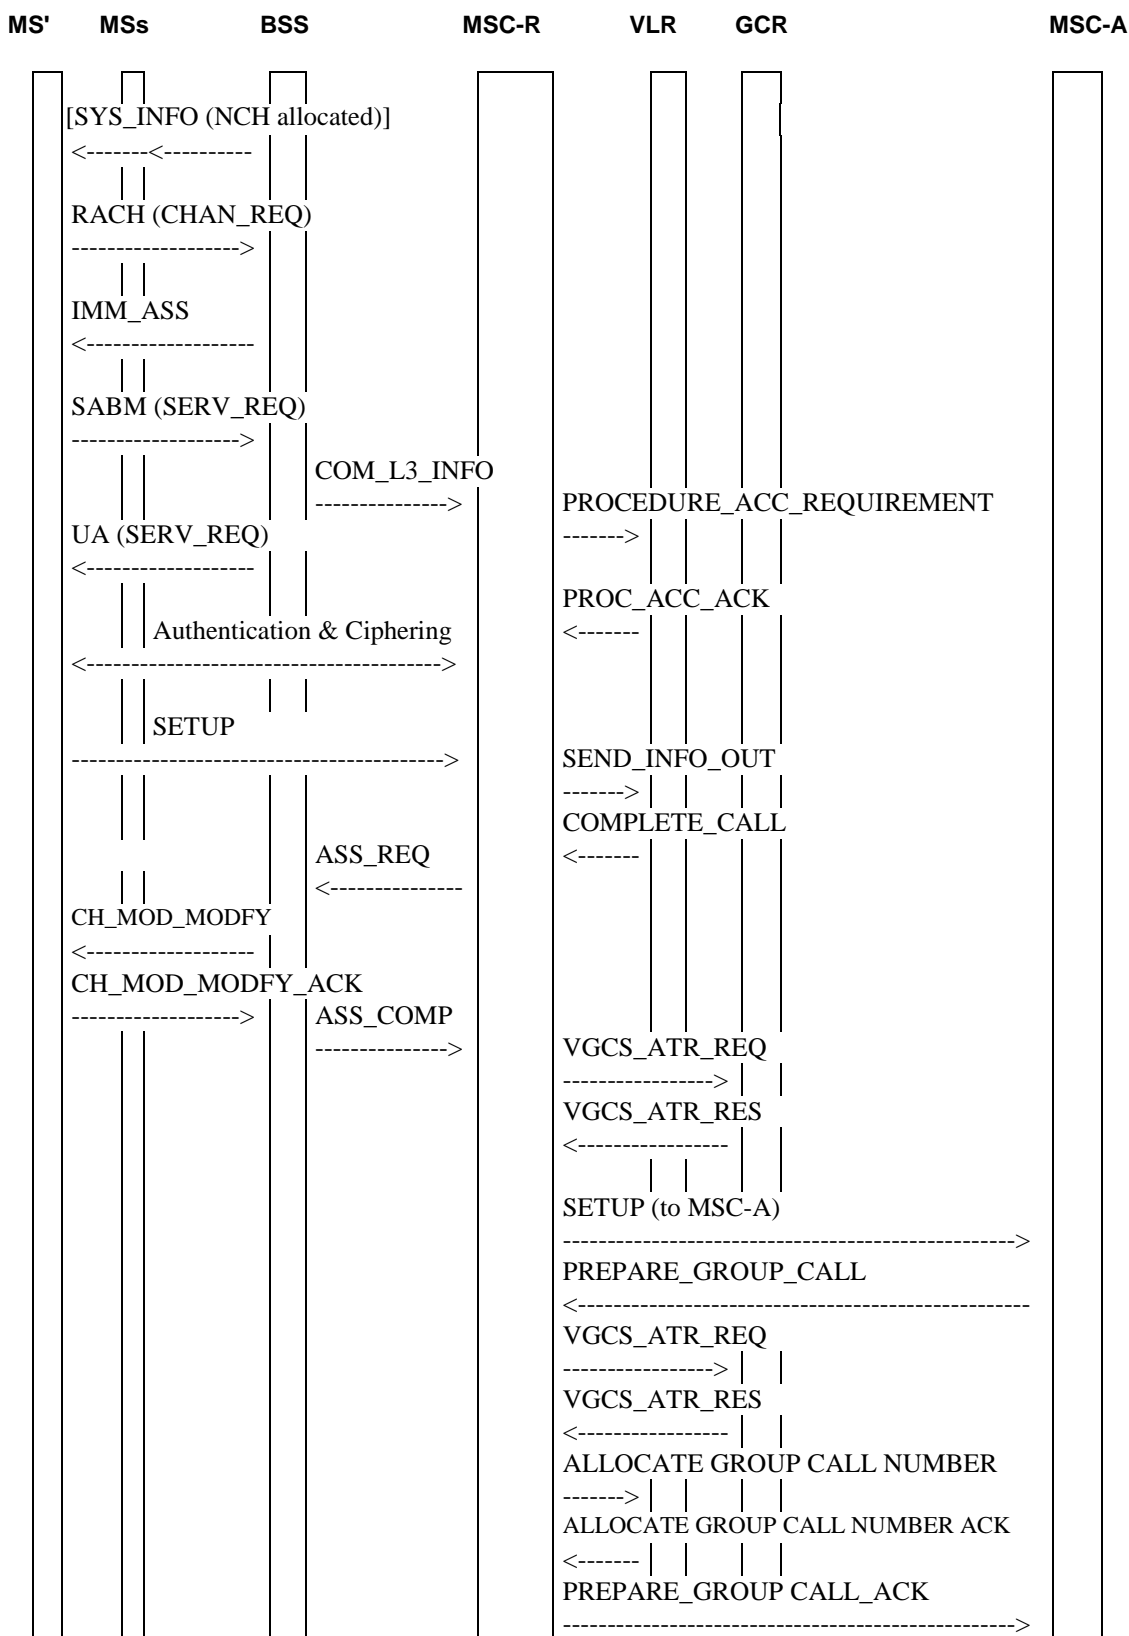 MS' MSs BSS MSC-R VLR GCR MSC-A
[SYS_INFO (NCH allocated)]
<-------<----------
RACH (CHAN_REQ)
------------------->
IMM_ASS
<-------------------
SABM (SERV_REQ)
------------------->
COM_L3_INFO
---------------> PROCEDURE_ACC_REQUIREMENT
UA (SERV_REQ) ------->
<-------------------
PROC_ACC_ACK
Authentication & Ciphering <-------
<---------------------------------------->
SETUP
------------------------------------------> SEND_INFO_OUT
------->
COMPLETE_CALL
ASS_REQ <-------
<---------------
CH_MOD_MODFY
<-------------------
CH_MOD_MODFY_ACK
-------------------> ASS_COMP
---------------> VGCS_ATR_REQ
----------------->
VGCS_ATR_RES
<-----------------
SETUP (to MSC-A)
------------------------------------------------>
PREPARE_GROUP_CALL
<---------------------------------------------------
VGCS_ATR_REQ
----------------->
VGCS_ATR_RES
<-----------------
ALLOCATE GROUP CALL NUMBER
------->
ALLOCATE GROUP CALL NUMBER ACK
<-------
PREPARE_GROUP CALL_ACK
--------------------------------------------------->